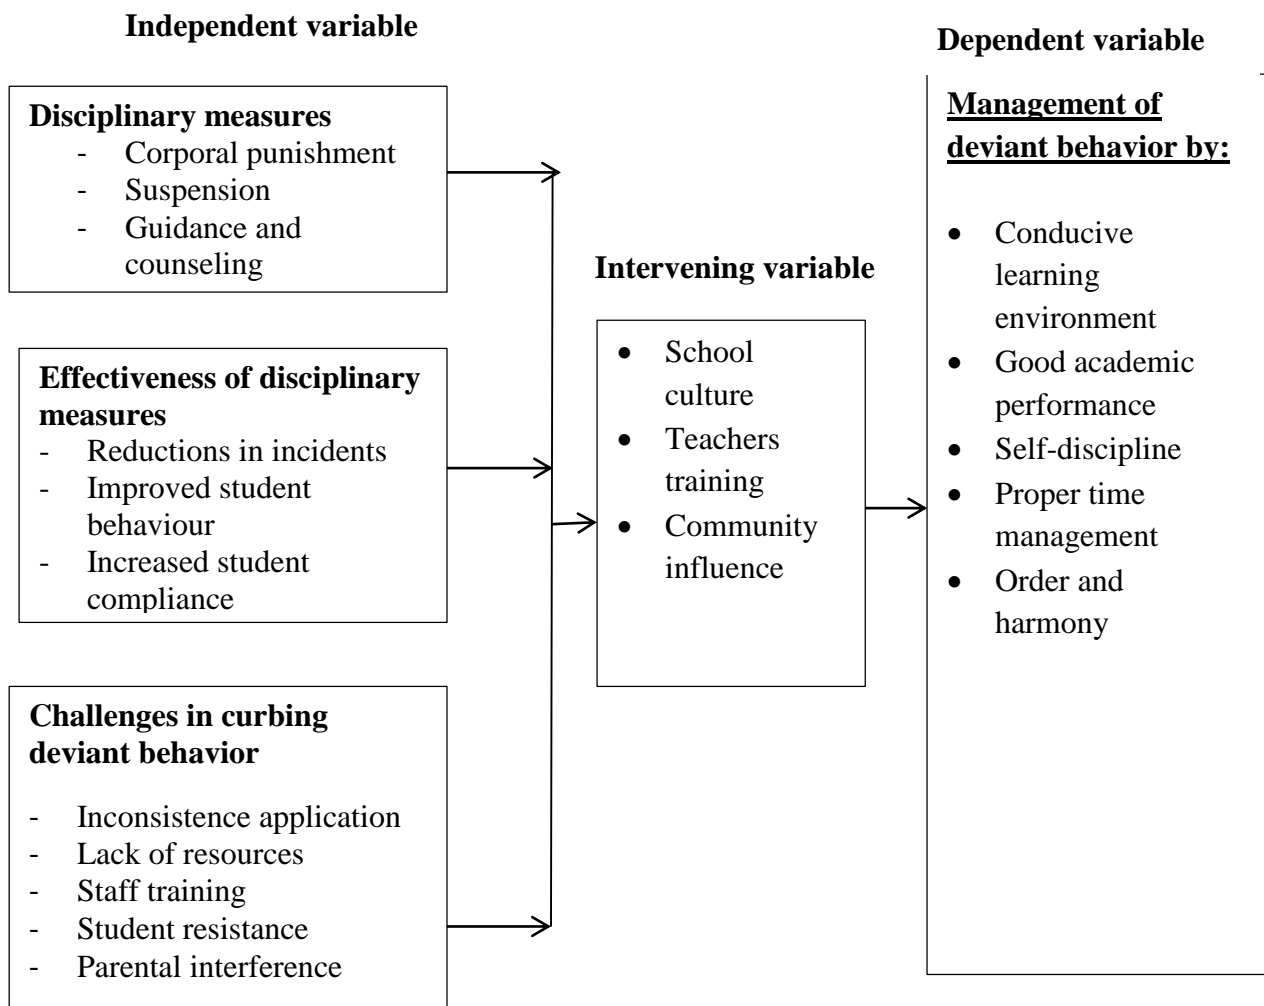 Independent variable
Disciplinary measures
- Corporal punishment
- Suspension
- Guidance and
counseling
Effectiveness of disciplinary
measures
- Reductions in incidents
- Improved student
behaviour
- Increased student
compliance
Challenges in curbing
deviant behavior
- Inconsistence application
- Lack of resources
- Staff training
- Student resistance
- Parental interference
Intervening variable
• School
culture
• Teachers
training
• Community
influence
Dependent variable
Management of
deviant behavior by:
• Conducive
learning
environment
• Good academic
performance
• Self-discipline
• Proper time
management
• Order and
harmony